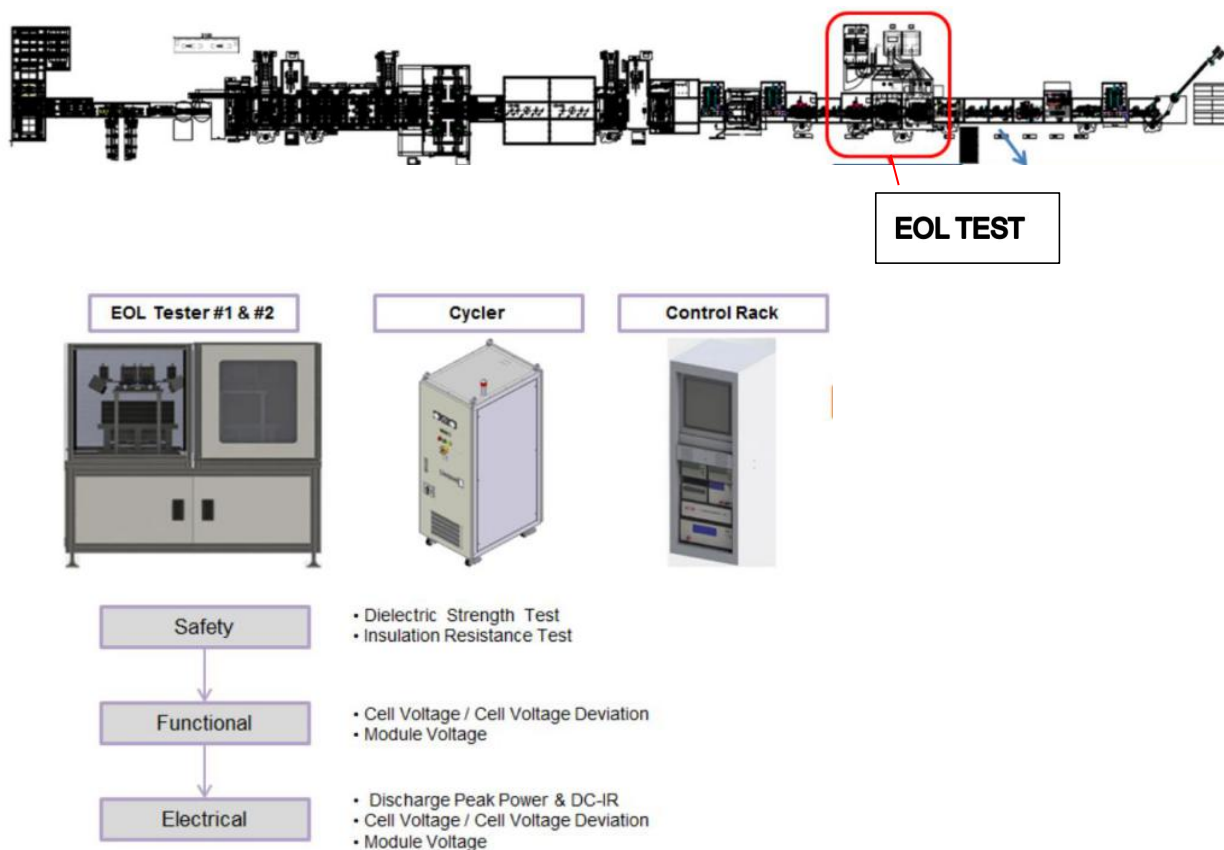 EOL TEST
EOL Tester #1 & #2
Cycler
Control Rack
Safety
• Dielectric Strength Test
• Insulation Resistance Test
Functional
• Cell Voltage / Cell Voltage Deviation
• Module Voltage
Electrical
• Discharge Peak Power & DC-IR
• Cell Voltage / Cell Voltage Deviation
• Module Voltage